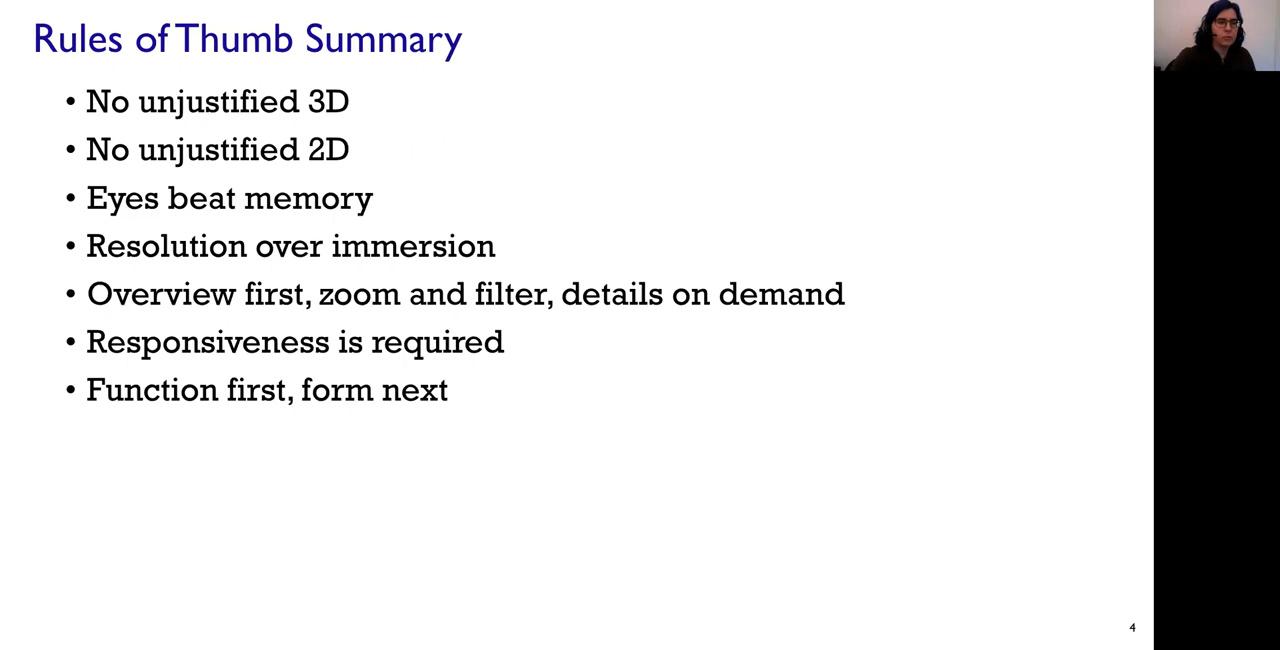 Rules of Thumb Summary
• No unjustified 3D
• No unjustified 2D
• Eyes beat memory
• Resolution over immersion
• Overview first, zoom and filter, details on demand
• Responsiveness is required
• Function first, form next
4